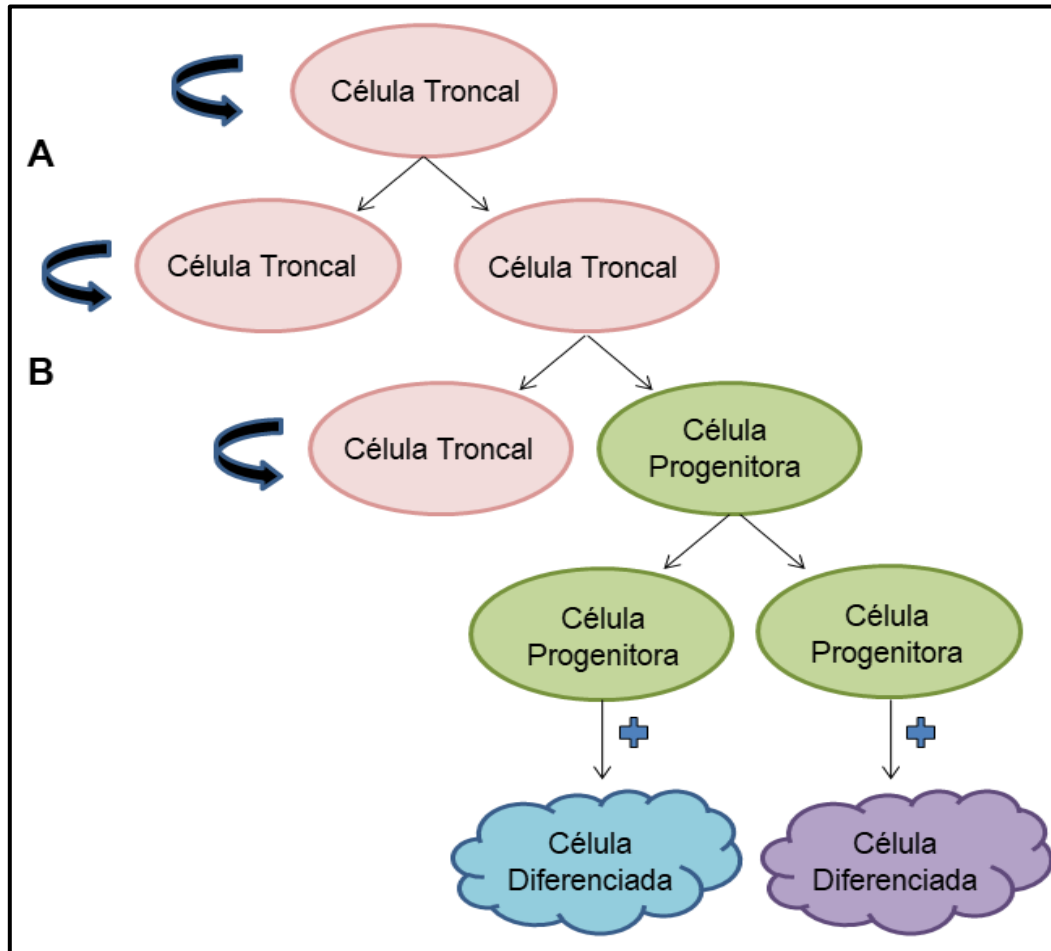 Célula Troncal
A
Célula Troncal
Célula Troncal
B
Célula Troncal
Célula
Progenitora
Célula
Progenitora
Célula
Progenitora
Célula
Diferenciada
Célula
Diferenciada